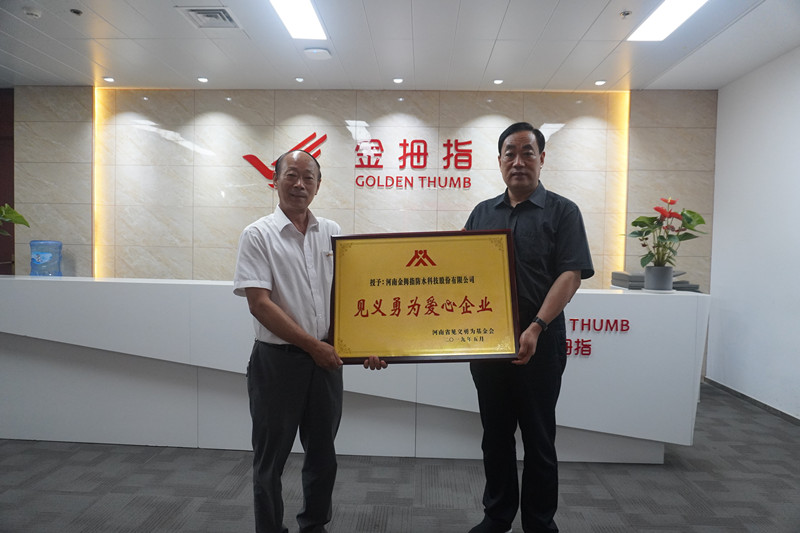 金拇指
GOLDEN THUMB
授予：河南金拇指防水科技股份有限公司
见义勇为爱心企业
河南省见义勇为基金会
二〇一九年五月
THUMB
拇指